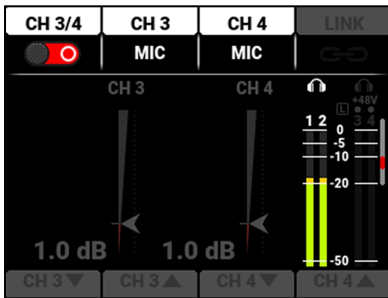 CH 3/4 CH 3 CH 4 LINK
MIC MIC
CH 3 CH 4
+48V
L
1 2 3 4
0
-5
-10
-20
-50
1.0 dB 1.0 dB
CH 3▼ CH 3▲ CH 4▼ CH 4▲